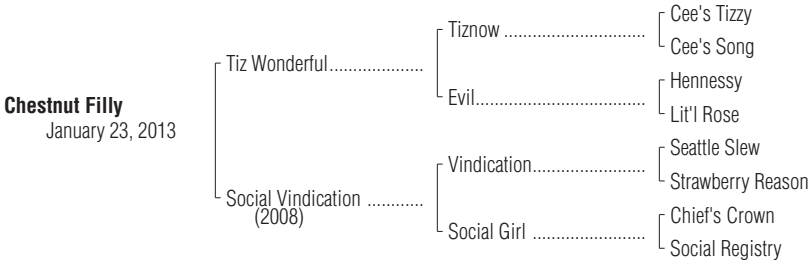 Cee's Tizzy
Tiznow ..............................
Cee's Song
Tiz Wonderful....................
Hennessy
Evil....................................
Lit'l Rose
Chestnut Filly
January 23, 2013
Seattle Slew
Vindication........................
Strawberry Reason
Social Vindication ............
(2008)
Chief's Crown
Social Girl ........................
Social Registry